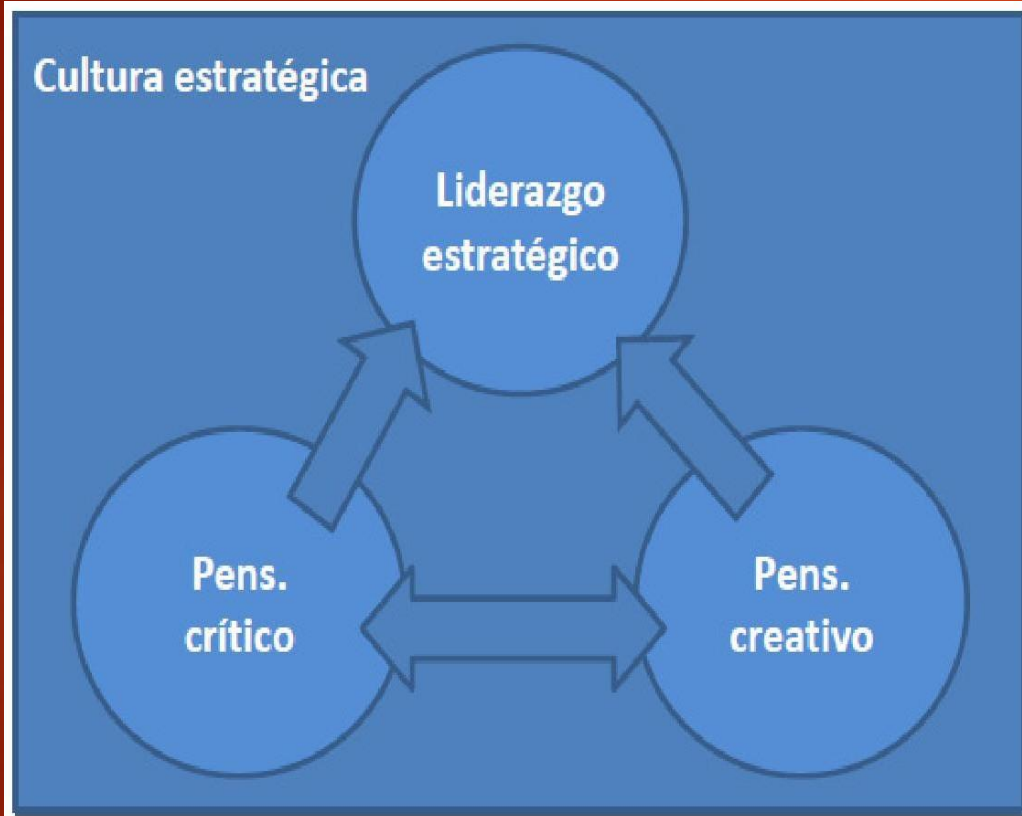 Cultura estratégica
Liderazgo
estratégico
Pens.
crítico
Pens.
creativo